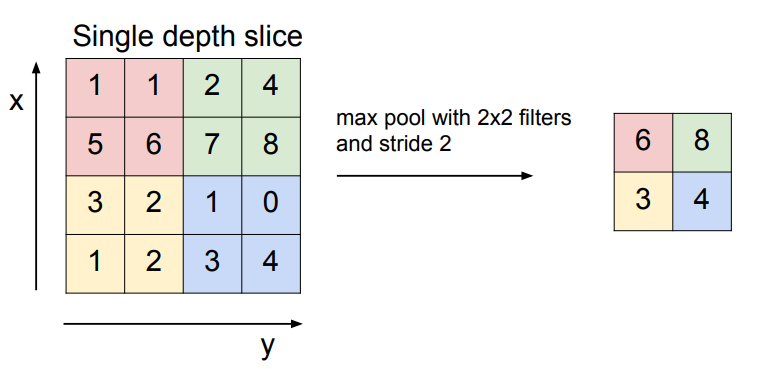 Single depth slice
x
1 1 2 4
5 6 7 8
3 2 1 0
1 2 3 4
y
max pool with 2x2 filters
and stride 2
6 8
3 4